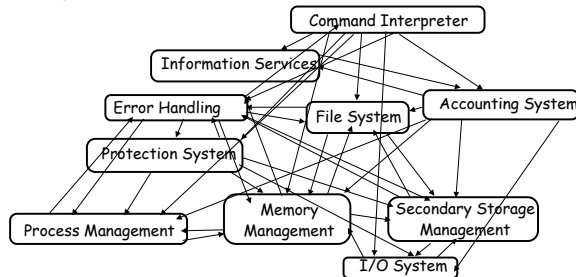 Command Interpreter
Information Services
Error Handling
File System
Accounting System
Protection System
Process Management
Memory
Management
Secondary Storage
Management
I/O System